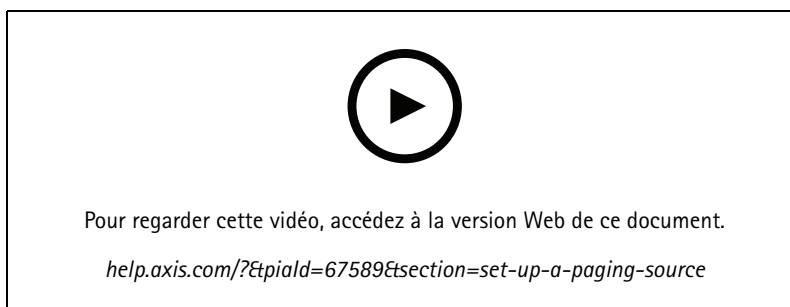 Pour regarder cette vidéo, accédez à la version Web de ce document.
help.axis.com/?&piaId=67589&section=set-up-a-paging-source